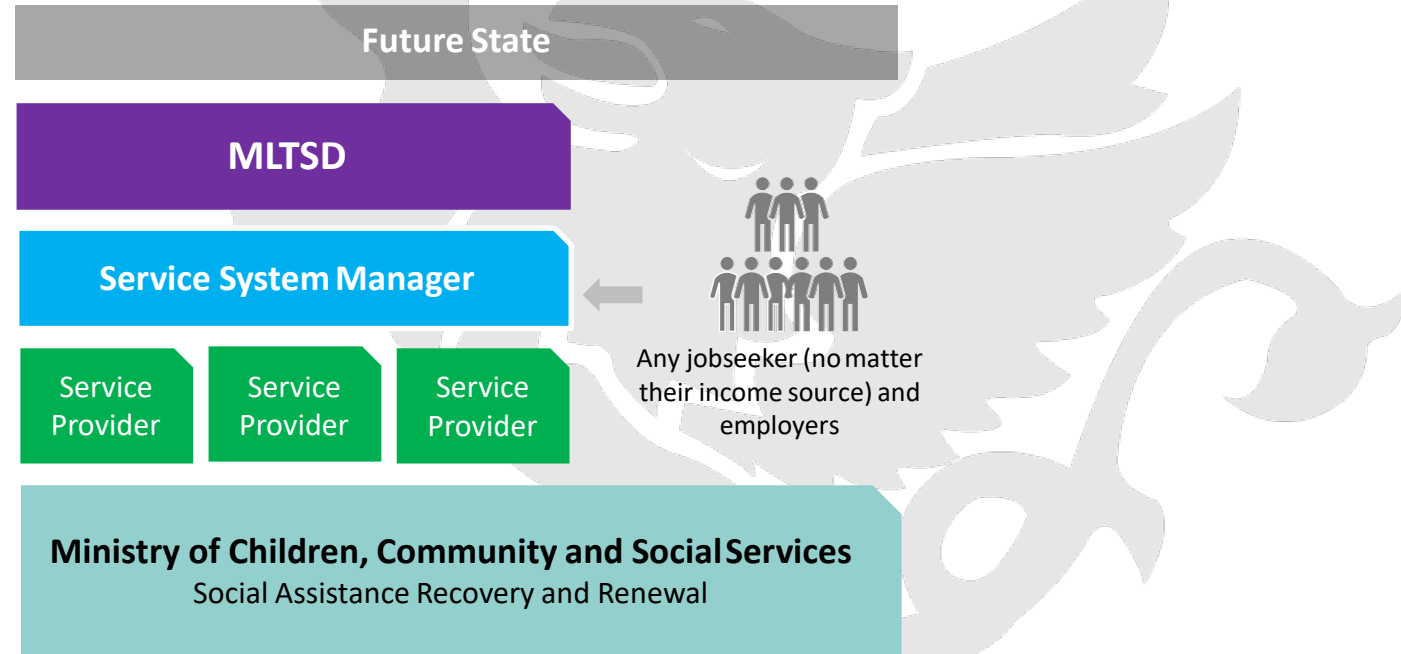 Future State
MLTSD
Service System Manager
Service
Provider
Service
Provider
Service
Provider
Any jobseeker (no matter
their income source) and
employers
Ministry of Children, Community and Social Services
Social Assistance Recovery and Renewal